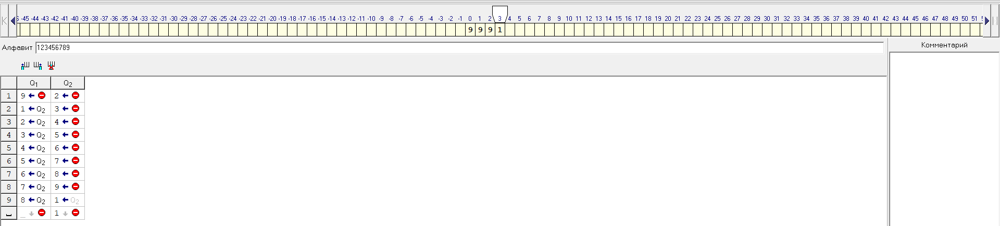 -45 -44 -43 -42 -41 -40 -39 -38 -37 -36 -35 -34 -33 -32 -31 -30 -29 -28 -27 -26 -25 -24 -23 -22 -21 -20 -19 -18 -17 -16 -15 -14 -13 -12 -11 -10 -9 -8 -7 -6 -5 -4 -3 -2 -1 0 1 2 3 4 5 6 7 8 9 10 11 12 13 14 15 16 17 18 19 20 21 22 23 24 25 26 27 28 29 30 31 32 33 34 35 36 37 38 39 40 41 42 43 44 45 46 47 48 49 50 51
9 9 9 1
Алфавит 123456789
Комментарий
Q1 Q2
1 9 ← 2 ←
2 1 ← Q2 3 ←
3 2 ← Q2 4 ←
4 3 ← Q2 5 ←
5 4 ← Q2 6 ←
6 5 ← Q2 7 ←
7 6 ← Q2 8 ←
8 7 ← Q2 9 ←
9 8 ← Q2 1 ← Q2
_ ↓ 1 ↓